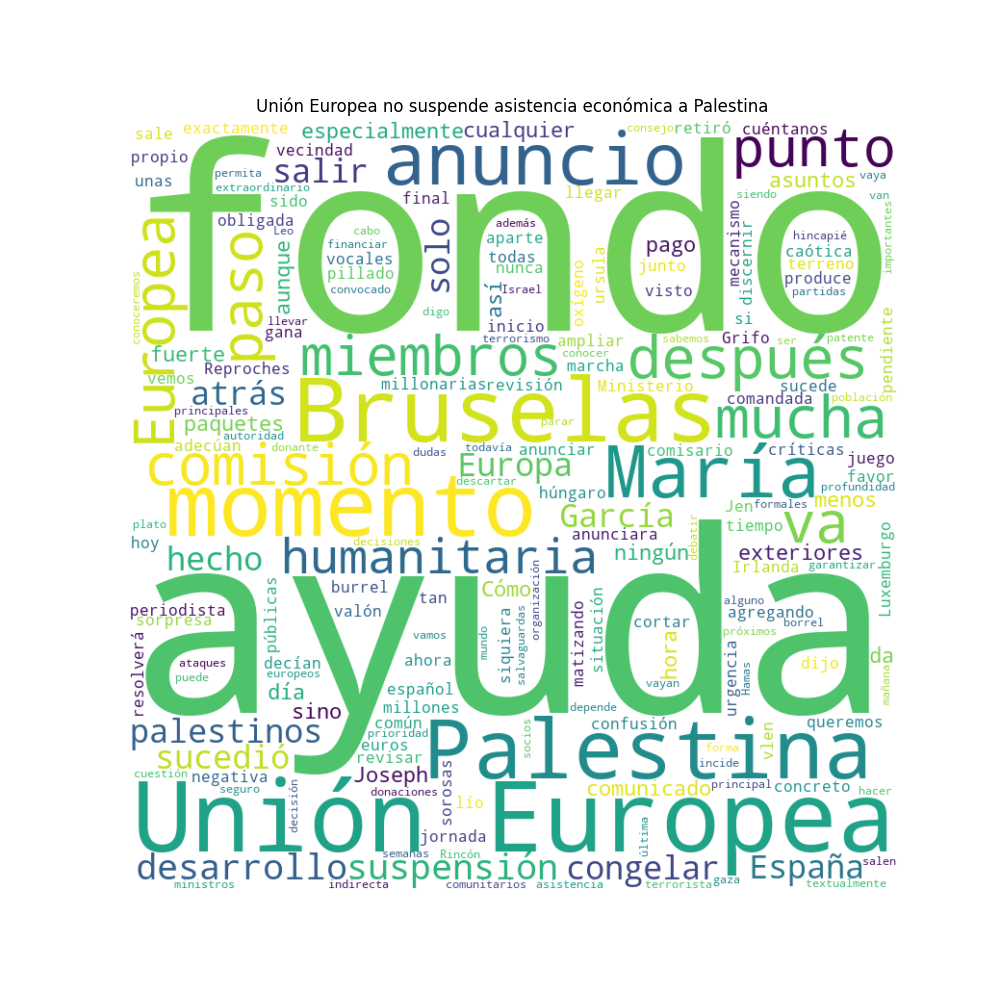 Unión Europea no suspende asistencia económica a Palestina
sale exactamente especialmente cualquier consejo retiró cuéntanos
propio vecindad salir anuncio punto
unas permita extraordinario sido final llegar siendo asuntos vaya van
obligada Leo cabo además hincapié importantes
fondo
Europea paso aunque financiar vocales pillado convocado solo aparte todas nunca Israel así oxígeno ursula pago junto visto mecanismo discernir caótica terreno produce partidas
conoceremos llevar gana digo inicio terrorismo ampliar sabemos si Grifo ser patente pendiente
fuerte Reproches miembros conocer marcha después
vemos atrás millonarias revisión Ministerio sucede
principales paquetes Bruselas comandada población mucha
adecúan autoridad donante parar
comisión dudas todavía anunciar Europa descartar María comisario críticas juego
momento húngaro García Jen formales profundidad favor menos
plato anunciara debatir tiempo va
hoy decisiones
hecho humanitaria ningún exteriores Luxemburgo
burrel Cómo organización Irlanda garantizar
ayuda
periodista sorpresa públicas valón tan siquiera salvaguardas matizando situación cortar alguno agregando borrel
resolverá ataques puede decían europeos vamos ahora mundo hora urgencia Hamas próximos dijo da mañana
día español vayan
sino millones depende
palestinos común prioridad socios confusión queremos
sucedió euros revisar Palestina forma vlen
cuestión negativa seguro Joseph donaciones incide comunicado principal concreto hacer
Unión Europea decisión lío sorosas
jornada última
desarrollo semanas Rincón suspensión congelar España salen
ministros indirecta comunitarios asistencia terrorista gaza textualmente